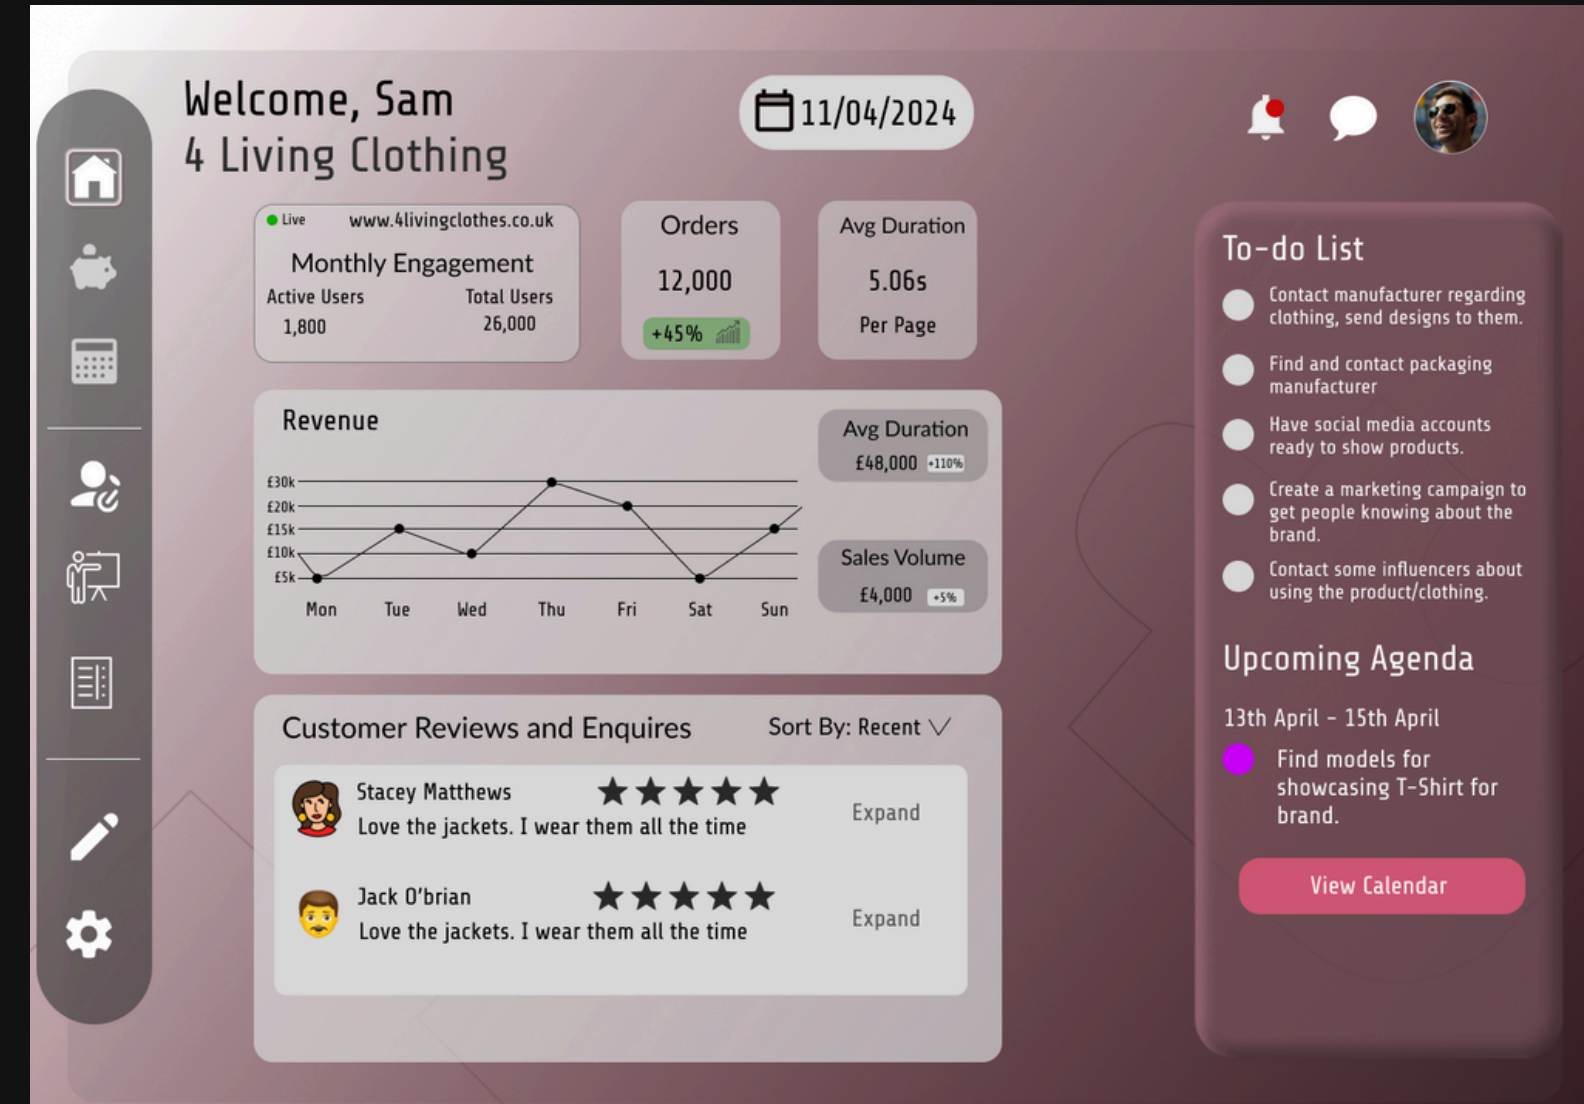 Welcome, Sam
4 Living Clothing
11/04/2024
Live
www.4livingclothes.co.uk
Monthly Engagement
Active Users
Total Users
1,800
26,000
Orders
12,000
+45%
Avg Duration
5.06s
Per Page
Revenue
£30k
£20k
£15k
£10k
£5k
Mon
Tue
Wed
Thu
Fri
Sat
Sun
Avg Duration
£48,000 +110%
Sales Volume
£4,000 +5%
Customer Reviews and Enquires
Sort By: Recent
Stacey Matthews
Love the jackets. I wear them all the time
Expand
Jack O'brian
Love the jackets. I wear them all the time
Expand
To-do List
Contact manufacturer regarding
clothing, send designs to them.
Find and contact packaging
manufacturer
Have social media accounts
ready to show products.
Create a marketing campaign to
get people knowing about the
brand.
Contact some influencers about
using the product/clothing.
Upcoming Agenda
13th April - 15th April
Find models for
showcasing T-Shirt for
brand.
View Calendar